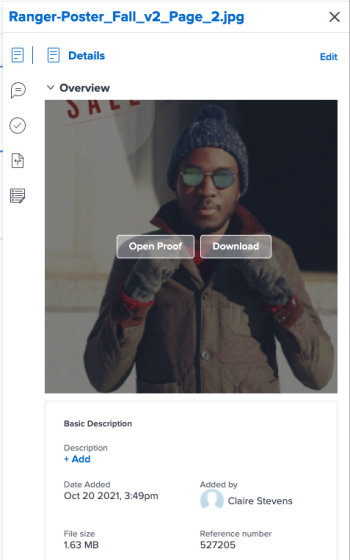 Ranger-Poster_Fall_v2_Page_2.jpg
Details
Edit
Overview
SALE
Open Proof
Download
Basic Description
Description
+ Add
Date Added
Added by
Oct 20 2021, 3:49pm
Claire Stevens
File size
Reference number
1.63 MB
527205